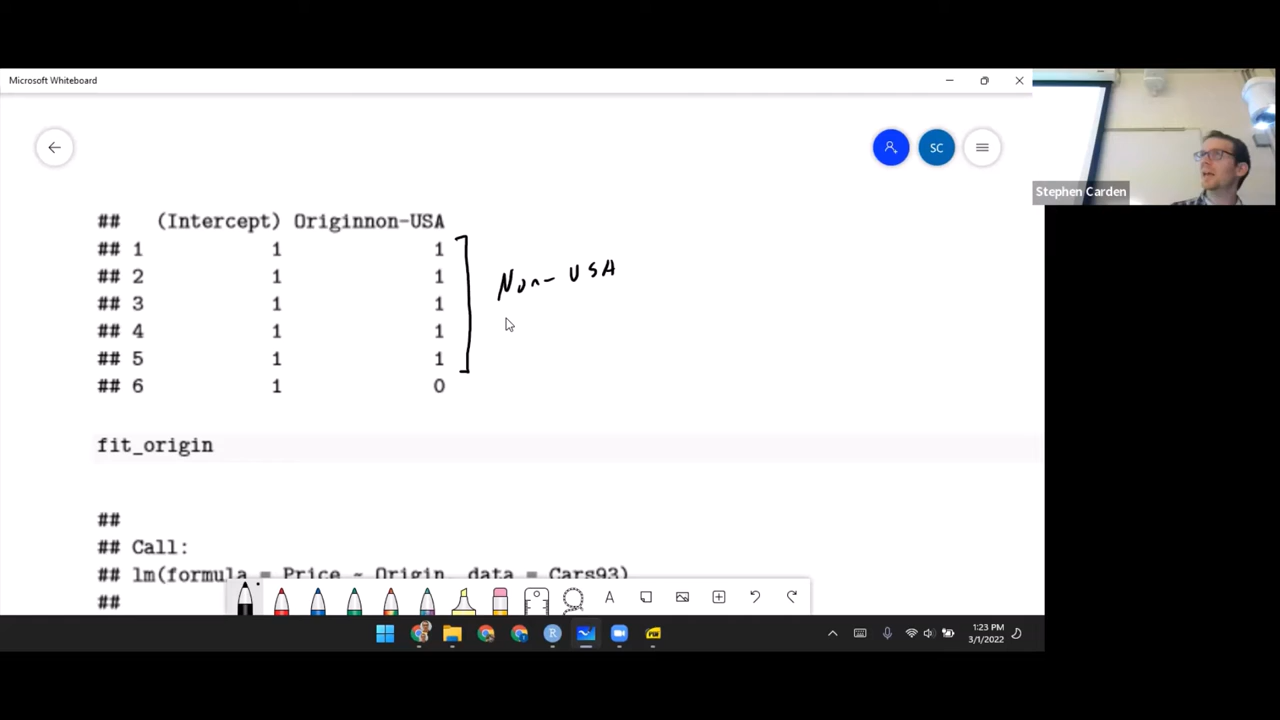 Microsoft Whiteboard
SC
Stephen Carden
## (Intercept) Originnon-USA
## 1 1 1
## 2 1 1
## 3 1 1
## 4 1 1
## 5 1 1
## 6 1 0
Non-USA
fit_origin
##
## Call:
## lm(formula = Price ~ Origin, data = Cars93)
##
A
1:23 PM
3/1/2022